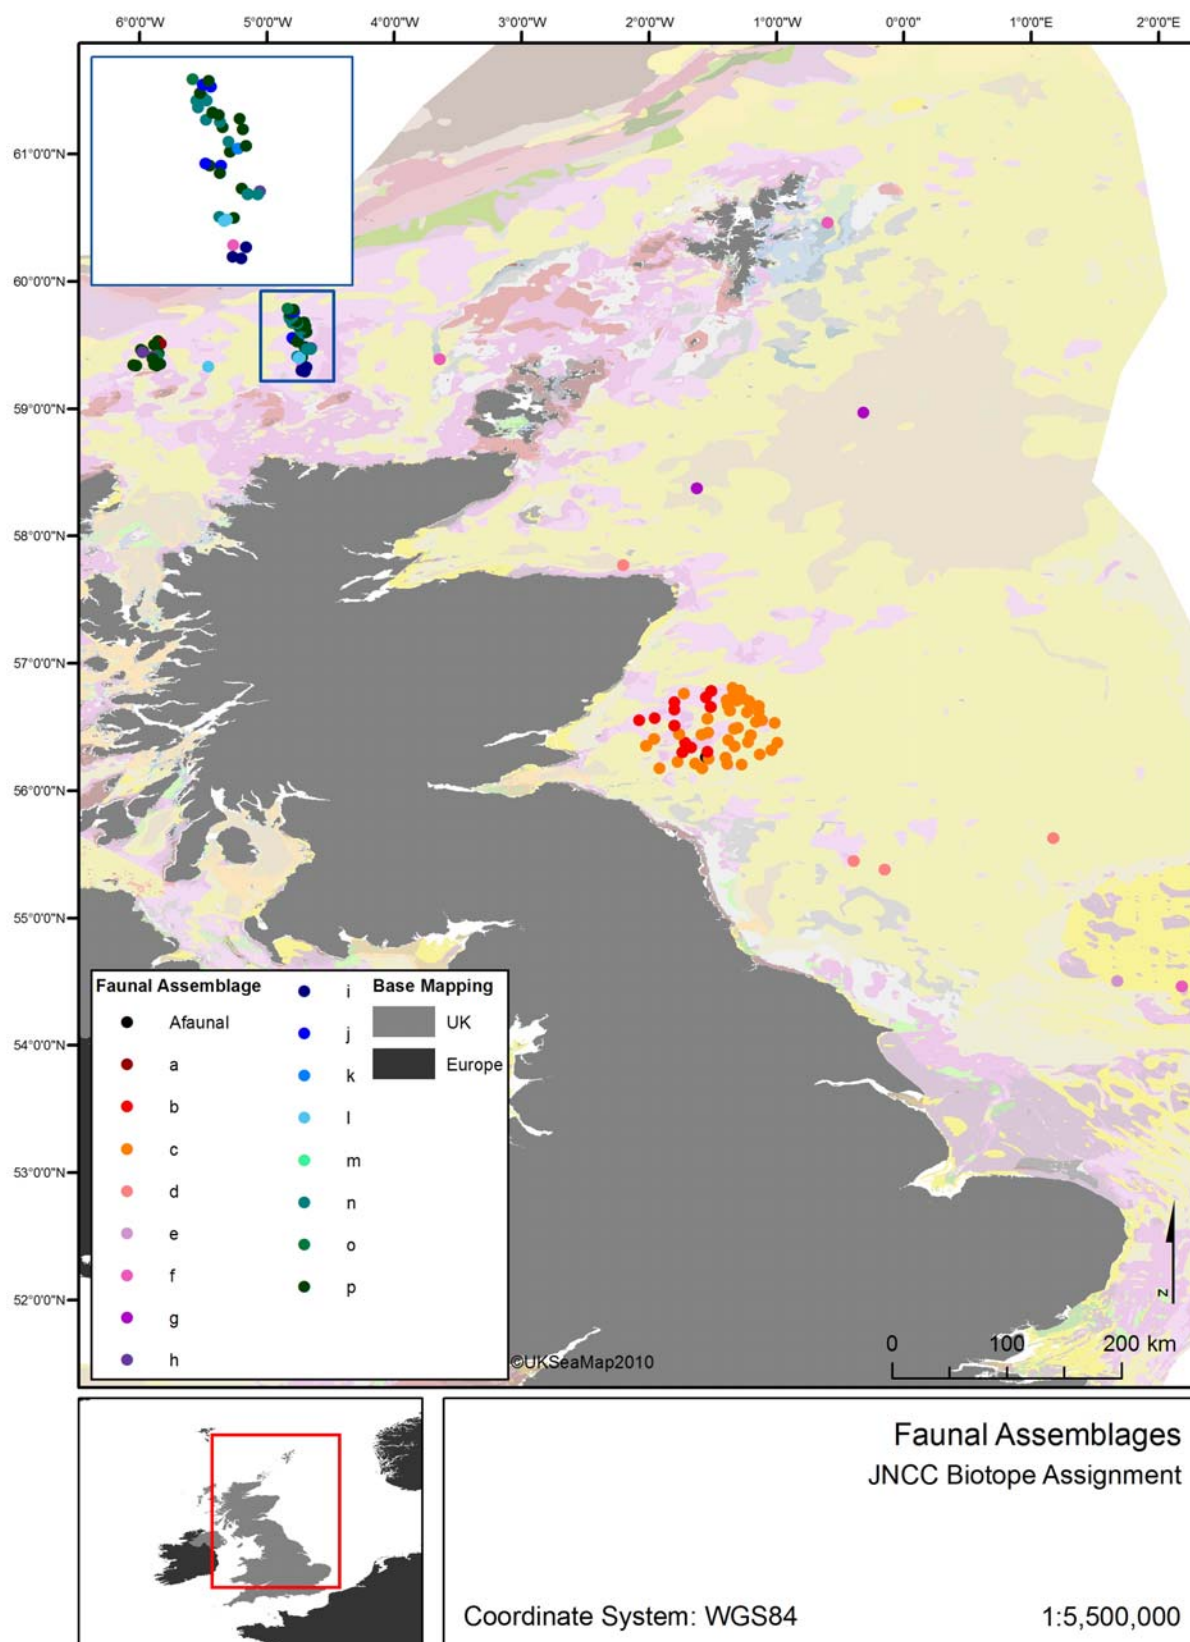 6°0'0"W 5°0'0"W 4°0'0"W 3°0'0"W 2°0'0"W 1°0'0"W 0°0'0" 1°0'0"E 2°0'0"E
61°0'0"N
60°0'0"N
59°0'0"N
58°0'0"N
57°0'0"N
56°0'0"N
55°0'0"N
54°0'0"N
53°0'0"N
52°0'0"N
Faunal Assemblage
Afaunal
a
b
c
d
e
f
g
h
i
j
k
l
m
n
o
p
Base Mapping
UK
Europe
©UKSeaMap2010
N
0 100 200 km
Faunal Assemblages
JNCC Biotope Assignment
Coordinate System: WGS84 1:5,500,000